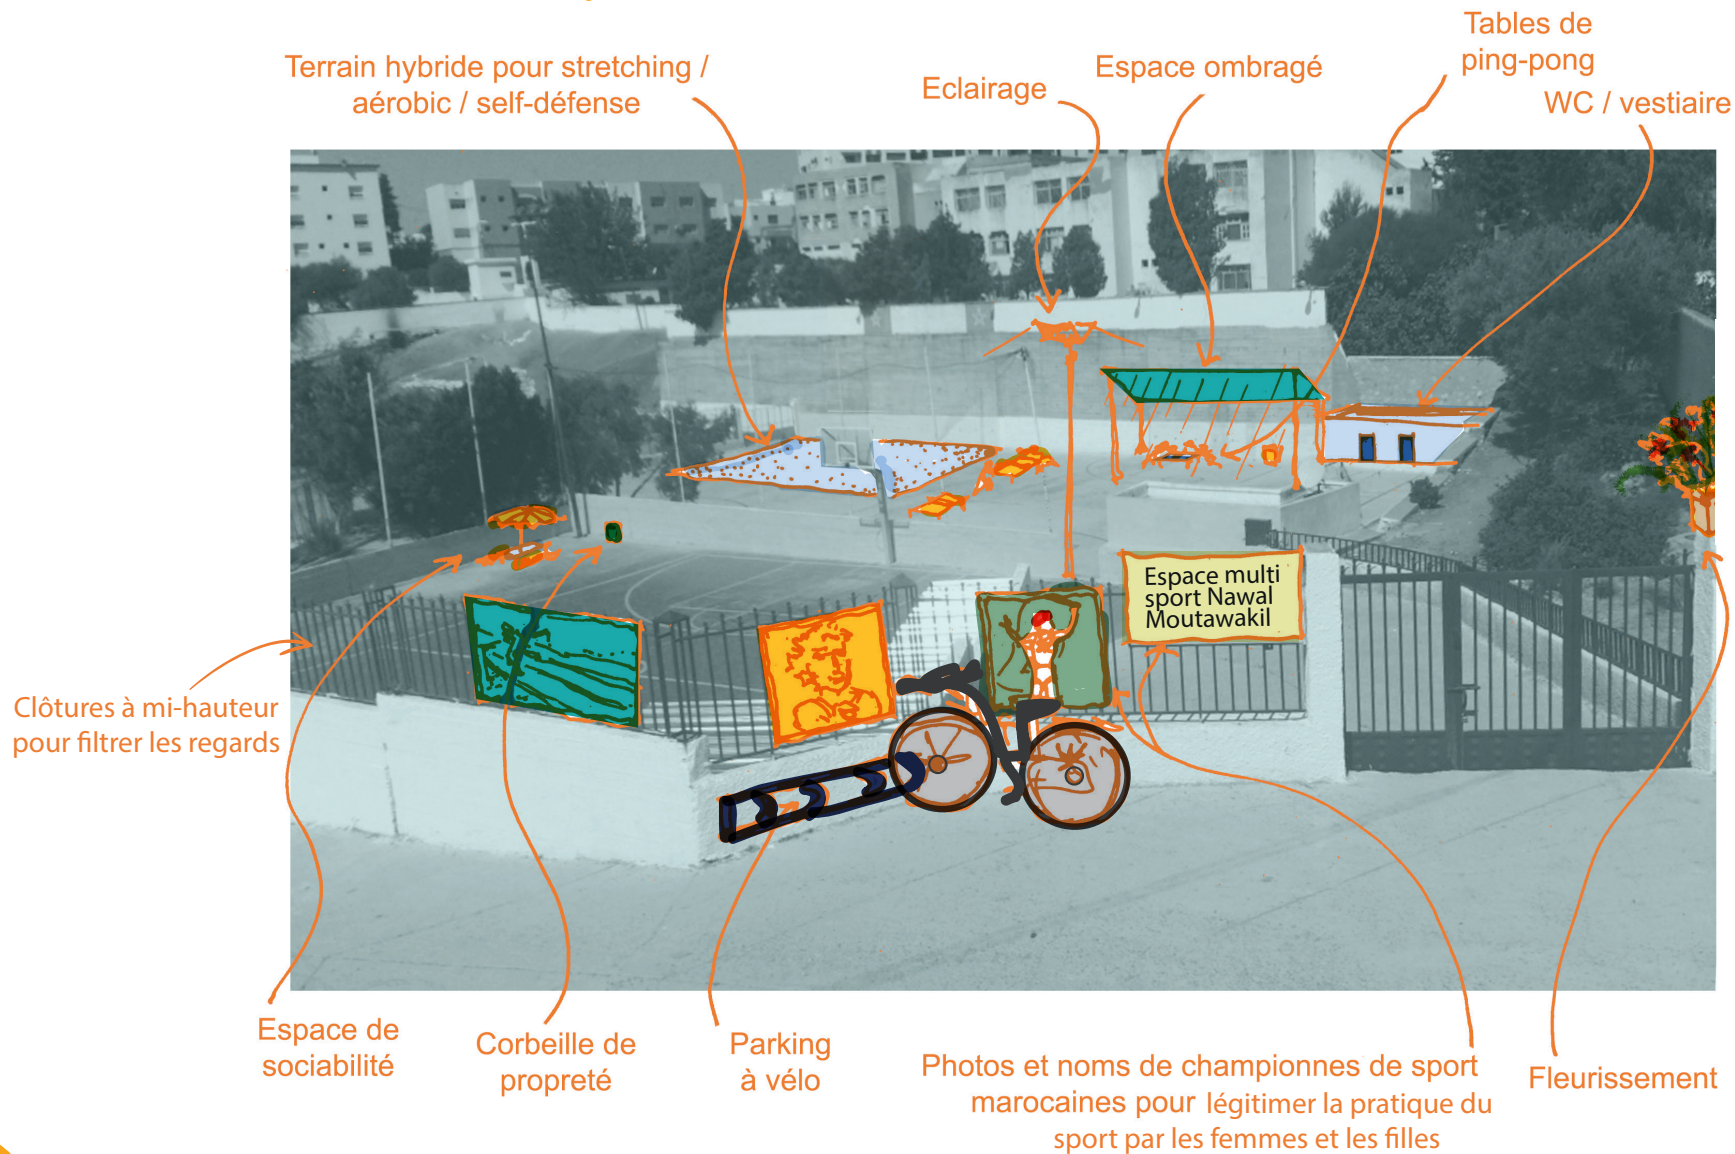 Terrain hybride pour stretching /
aérobic / self-défense
Eclairage
Espace ombragé
Tables de
ping-pong
WC / vestiaire
Espace multi
sport Nawal
Moutawakil
Clôtures à mi-hauteur
pour filtrer les regards
Espace de
sociabilité
Corbeille de
propreté
Parking
à vélo
Photos et noms de championnes de sport
marocaines pour légitimer la pratique du
sport par les femmes et les filles
Fleurissement